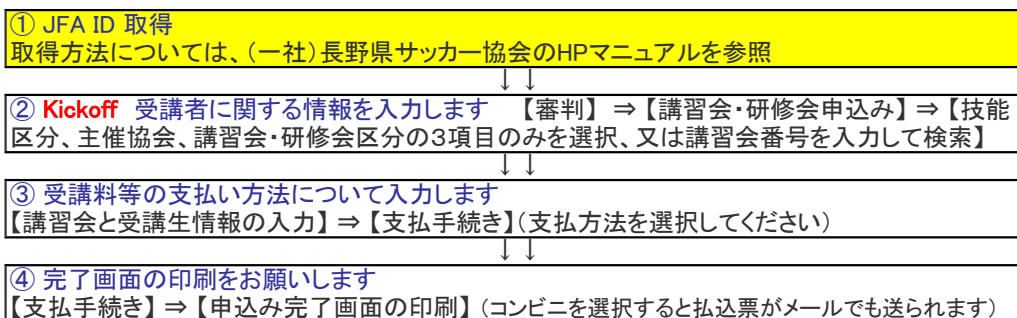 ① JFA ID 取得
取得方法については、(一社)長野県サッカー協会のHPマニュアルを参照
↓ ↓
② Kickoff 受講者に関する情報を入力します 【審判】 ⇒【講習会・研修会申込み】⇒【技能
区分、主催協会、講習会・研修会区分の3項目のみを選択、又は講習会番号を入力して検索】
↓ ↓
③ 受講料等の支払い方法について入力します
【講習会と受講生情報の入力】⇒【支払手続き】(支払方法を選択してください)
↓ ↓
④ 完了画面の印刷をお願いします
【支払手続き】⇒【申込み完了画面の印刷】(コンビニを選択すると払込票がメールでも送られます)